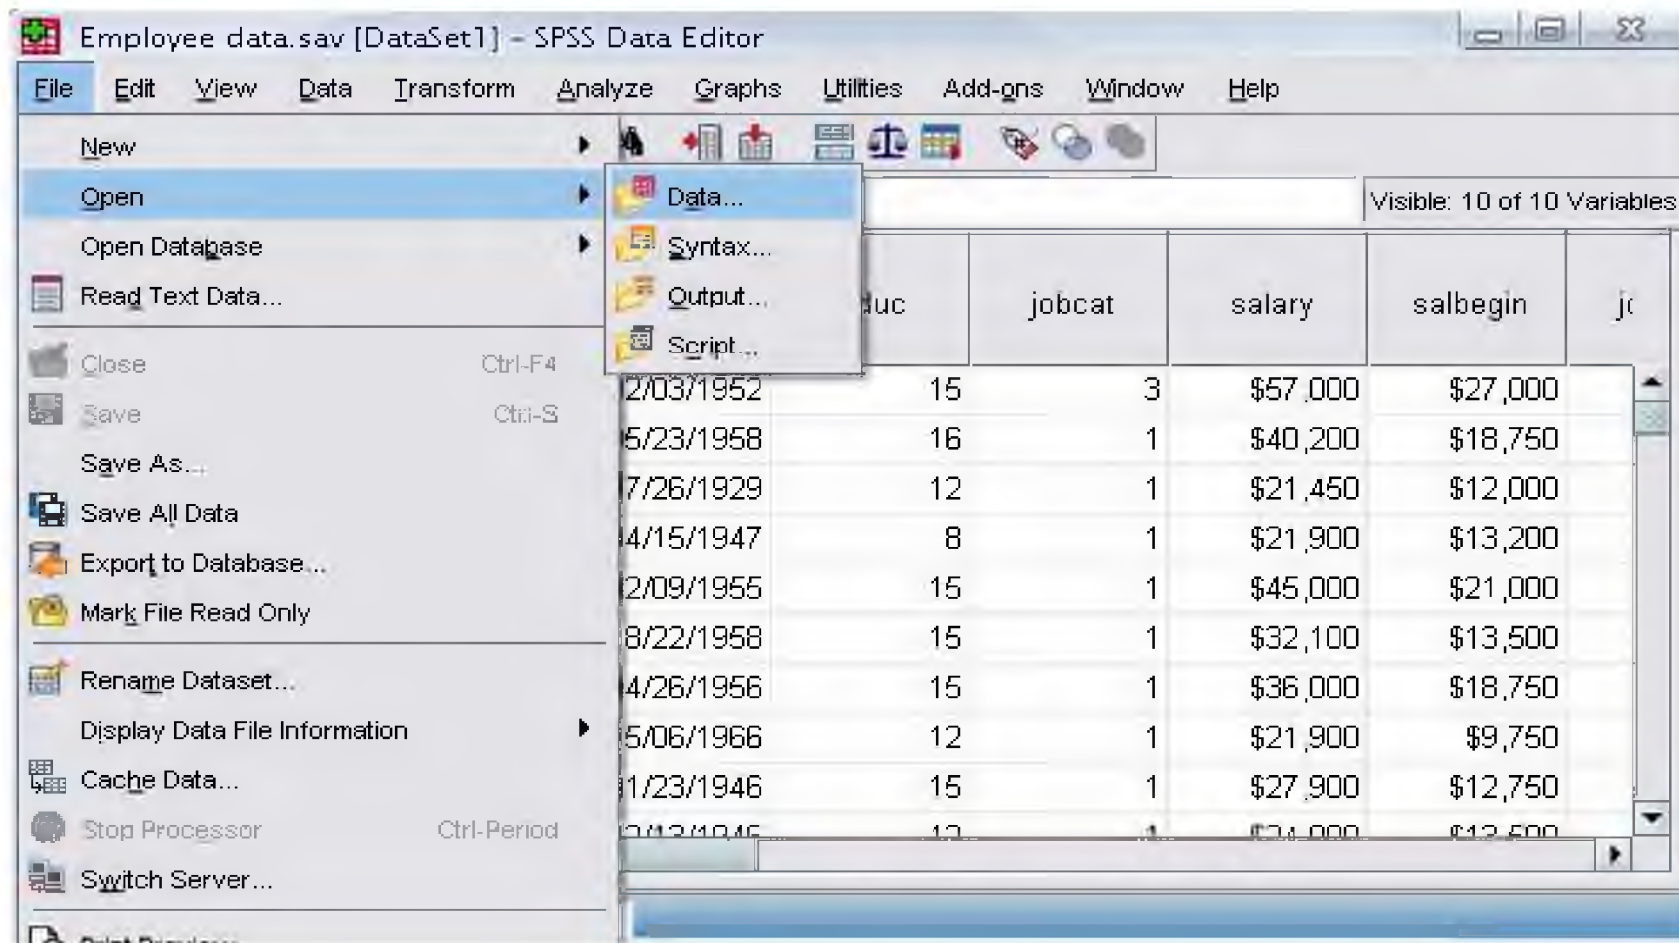 Employee data.sav [DataSet1] - SPSS Data Editor
File Edit View Data Transform Analyze Graphs Utilities Add-ons Window Help
New
Open
Open Database
Read Text Data...
Close Ctrl-F4
Save Ctrl-S
Save As...
Save All Data
Export to Database...
Mark File Read Only
Rename Dataset...
Display Data File Information
Cache Data...
Stop Processor Ctrl-Period
Switch Server...
Print Preview
Data...
Syntax...
Output...
Script...
Visible: 10 of 10 Variables
duc jobcat salary salbegin jo
2/03/1952 15 3 $57,000 $27,000
5/23/1958 16 1 $40,200 $18,750
7/26/1929 12 1 $21,450 $12,000
4/15/1947 8 1 $21,900 $13,200
2/09/1955 15 1 $45,000 $21,000
8/22/1958 15 1 $32,100 $13,500
4/26/1956 15 1 $36,000 $18,750
5/06/1966 12 1 $21,900 $9,750
1/23/1946 15 1 $27,900 $12,750